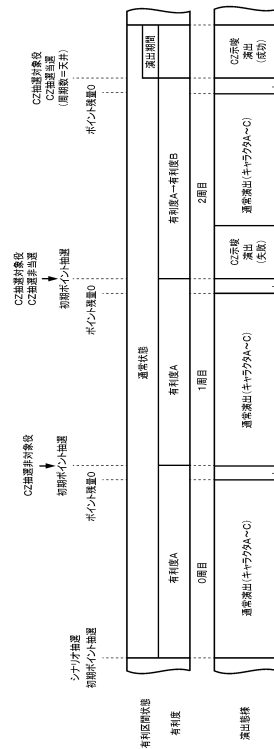 シナリオ抽選
初期ポイント抽選
ポイント残量0
CZ抽選非対象役
初期ポイント抽選
ポイント残量0
CZ抽選対象役
CZ抽選非当選
初期ポイント抽選
ポイント残量0
CZ抽選対象役
CZ抽選当選
(周期数=天井)
有利区間状態
通常状態
演出期間
有利度
有利度A
有利度A
有利度A→有利度B
0周目
1周目
2周目
演出態様
通常演出(キャラクタA~C)
通常演出(キャラクタA~C)
CZ示唆
演出
(失敗)
通常演出(キャラクタA~C)
CZ示唆
演出
(成功)